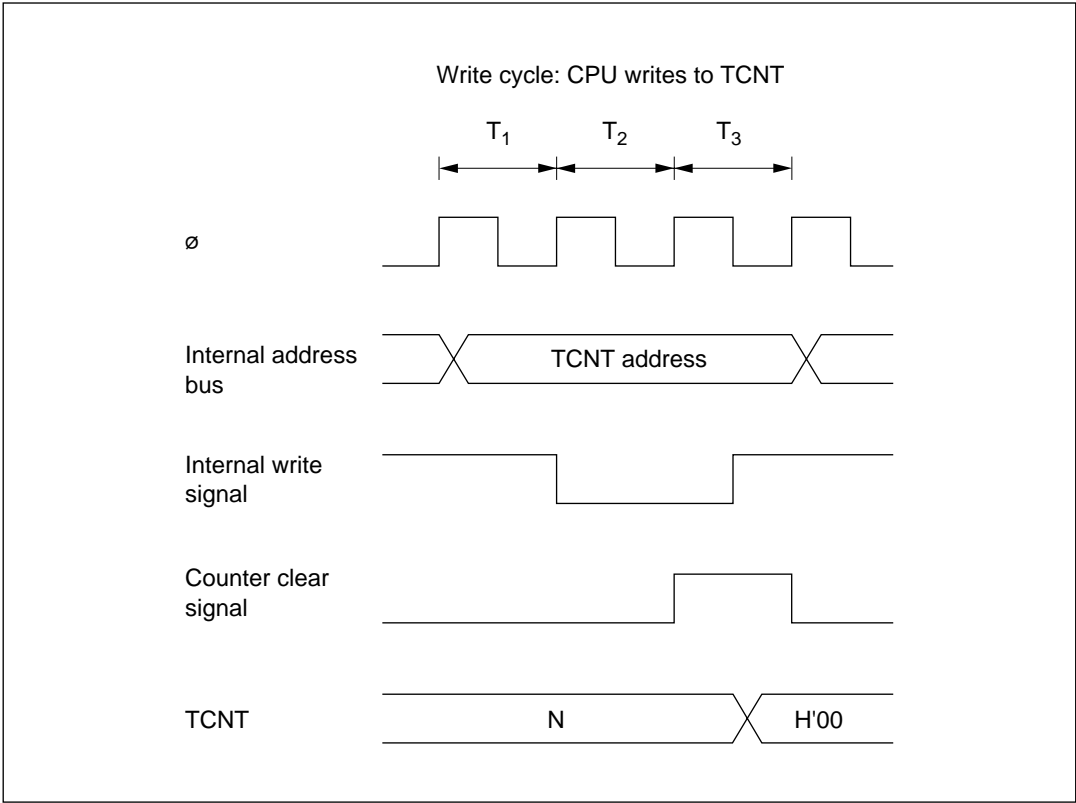 Write cycle: CPU writes to TCNT
T1 T2 T3
ø
Internal address
bus
TCNT address
Internal write
signal
Counter clear
signal
TCNT
N
H'00